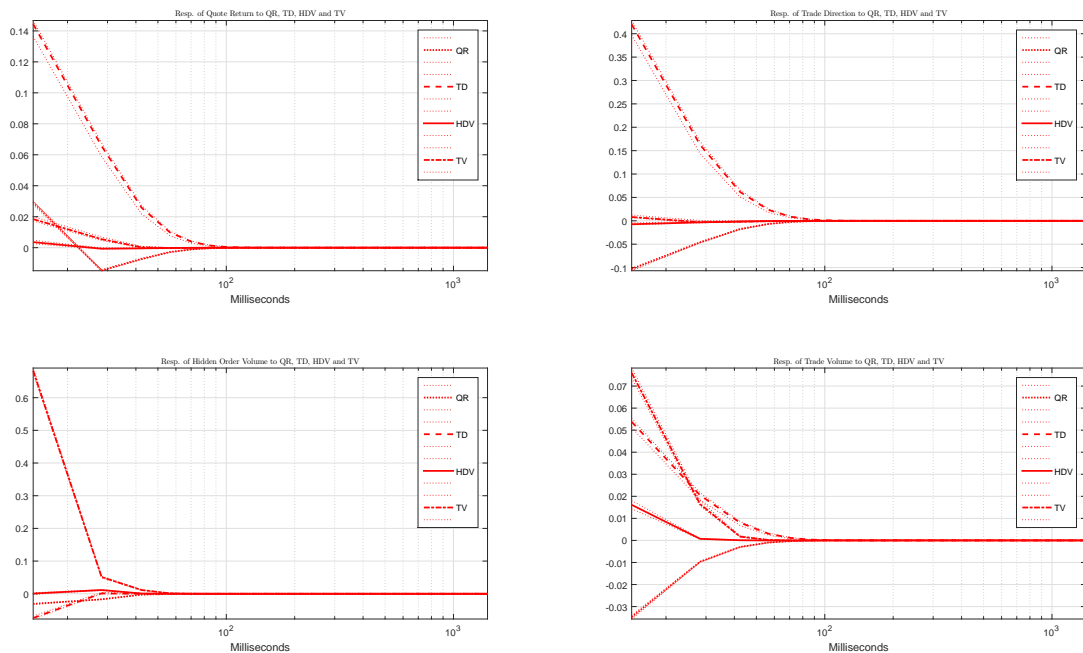 Resp. of Quote Return to QR, TD, HDV and TV
0.14
0.12
0.1
0.08
0.06
0.04
0.02
0
QR
TD
HDV
TV
10^2
10^3
Milliseconds
Resp. of Trade Direction to QR, TD, HDV and TV
0.4
0.35
0.3
0.25
0.2
0.15
0.1
0.05
0
-0.05
-0.1
QR
TD
HDV
TV
10^2
10^3
Milliseconds
Resp. of Hidden Order Volume to QR, TD, HDV and TV
0.6
0.5
0.4
0.3
0.2
0.1
0
QR
TD
HDV
TV
10^2
10^3
Milliseconds
Resp. of Trade Volume to QR, TD, HDV and TV
0.07
0.06
0.05
0.04
0.03
0.02
0.01
0
-0.01
-0.02
-0.03
QR
TD
HDV
TV
10^2
10^3
Milliseconds